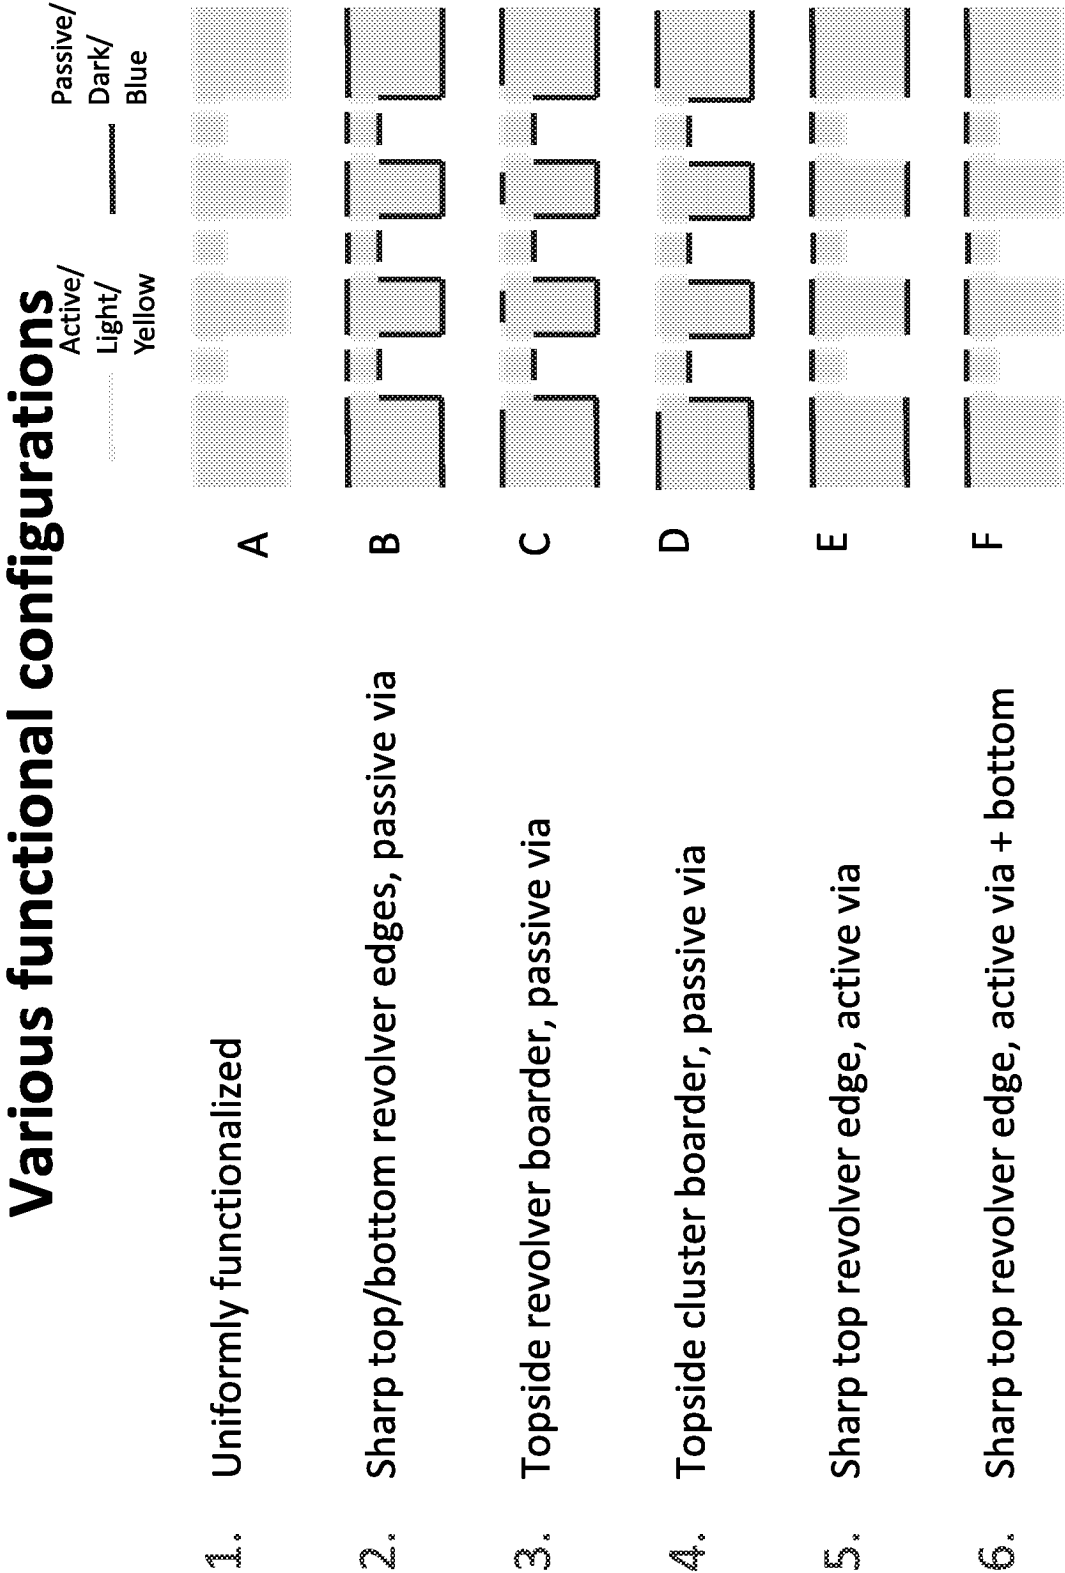 Various functional configurations
Active/
Light/
Yellow
Passive/
Dark/
Blue
1. Uniformly functionalized
A
2. Sharp top/bottom revolver edges, passive via
B
3. Topside revolver boarder, passive via
C
4. Topside cluster boarder, passive via
D
5. Sharp top revolver edge, active via
E
6. Sharp top revolver edge, active via + bottom
F